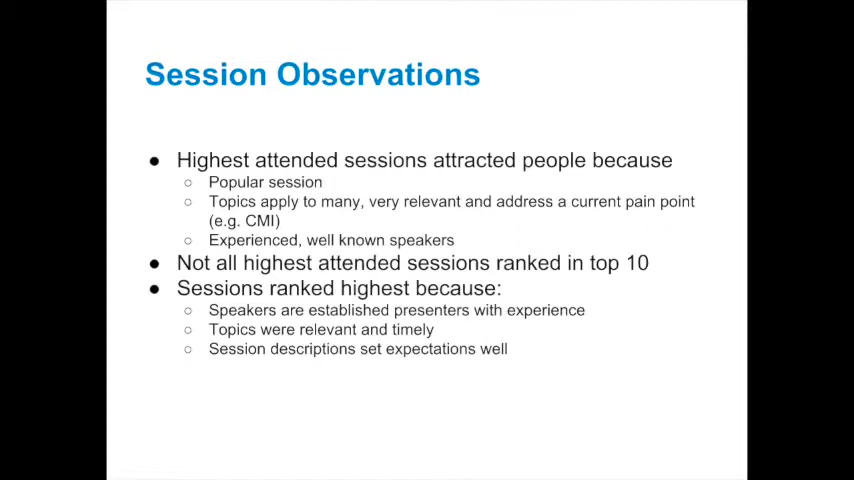 Session Observations
● Highest attended sessions attracted people because
○ Popular session
○ Topics apply to many, very relevant and address a current pain point
(e.g. CMI)
○ Experienced, well known speakers
● Not all highest attended sessions ranked in top 10
● Sessions ranked highest because:
○ Speakers are established presenters with experience
○ Topics were relevant and timely
○ Session descriptions set expectations well